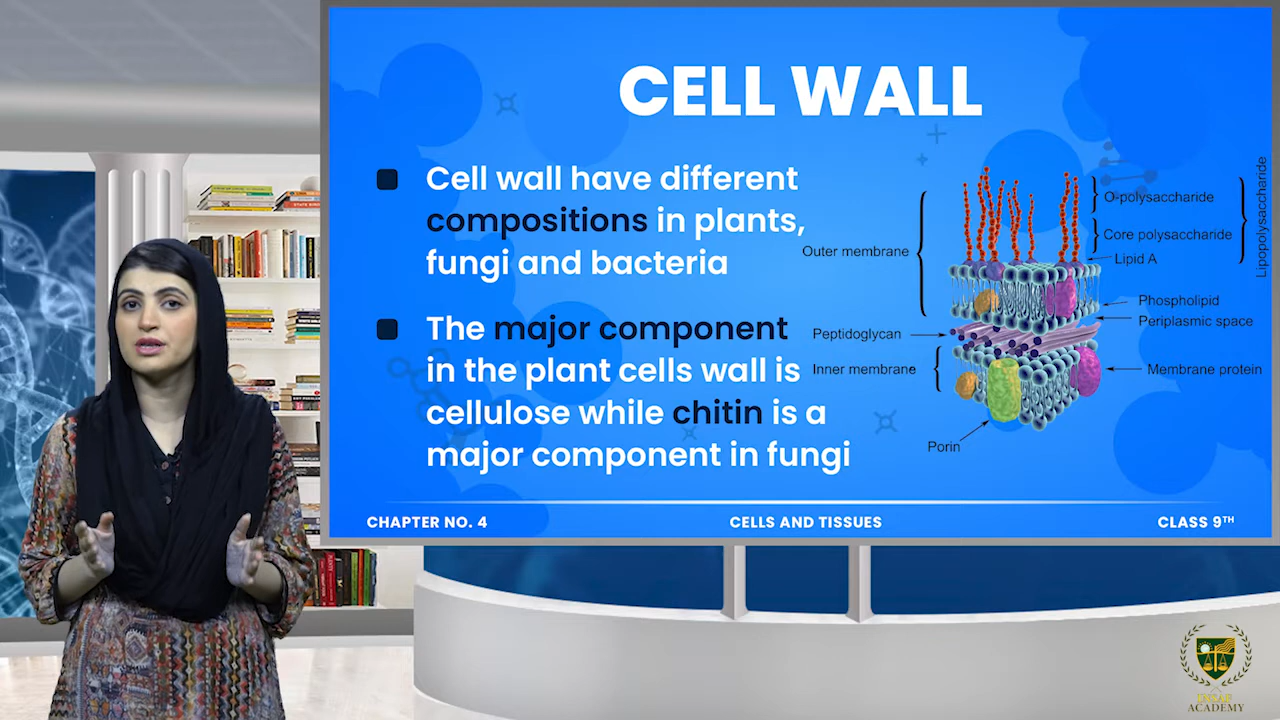 CELL WALL
Cell wall have different
compositions in plants,
fungi and bacteria
The major component
in the plant cells wall is
cellulose while chitin is a
major component in fungi
Outer membrane
Peptidoglycan
Inner membrane
Porin
O-polysaccharide
Core polysaccharide
Lipid A
Lipopolysaccharide
Phospholipid
Periplasmic space
Membrane protein
CHAPTER NO. 4
CELLS AND TISSUES
CLASS 9TH
ACADEMY